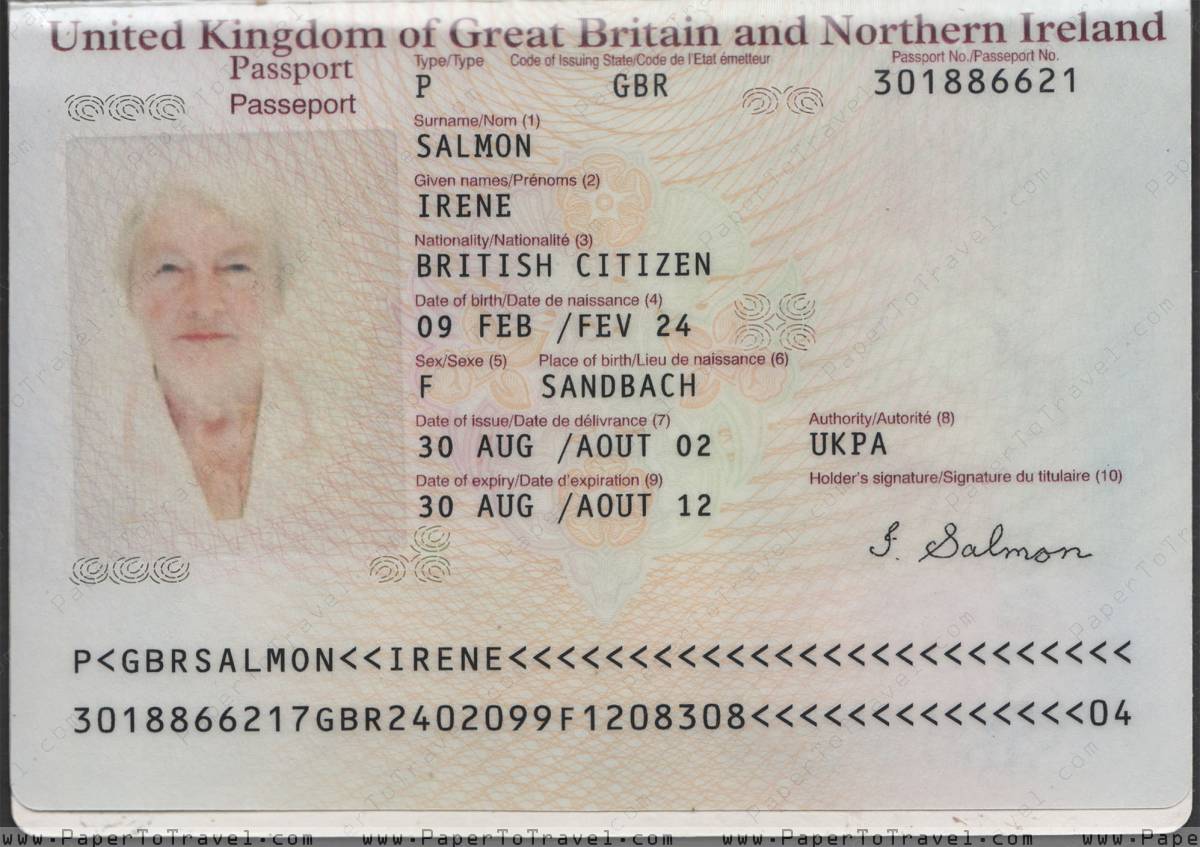 United Kingdom of Great Britain and Northern Ireland
Passport
Passeport
Type/Type Code of Issuing State/Code de l'Etat émetteur Passport No./Passeport No.
P GBR 301886621
Surname/Nom (1)
SALMON
Given names/Prénoms (2)
IRENE
Nationality/Nationalité (3)
BRITISH CITIZEN
Date of birth/Date de naissance (4)
09 FEB /FEV 24
Sex/Sexe (5) Place of birth/Lieu de naissance (6)
F SANDBACH
Date of issue/Date de délivrance (7) Authority/Autorité (8)
30 AUG /AOUT 02 UKPA
Date of expiry/Date d'expiration (9) Holder's signature/Signature du titulaire (10)
30 AUG /AOUT 12
I. Salmon
P<GBRSALMON<<IRENE<<<<<<<<<<<<<<<<<<<<<<<<<<
3018866217GBR2402099F1208308<<<<<<<<<<<<<<04
www.PaperToTravel.com www.PaperToTravel.com www.PaperToTravel.com www.Pape